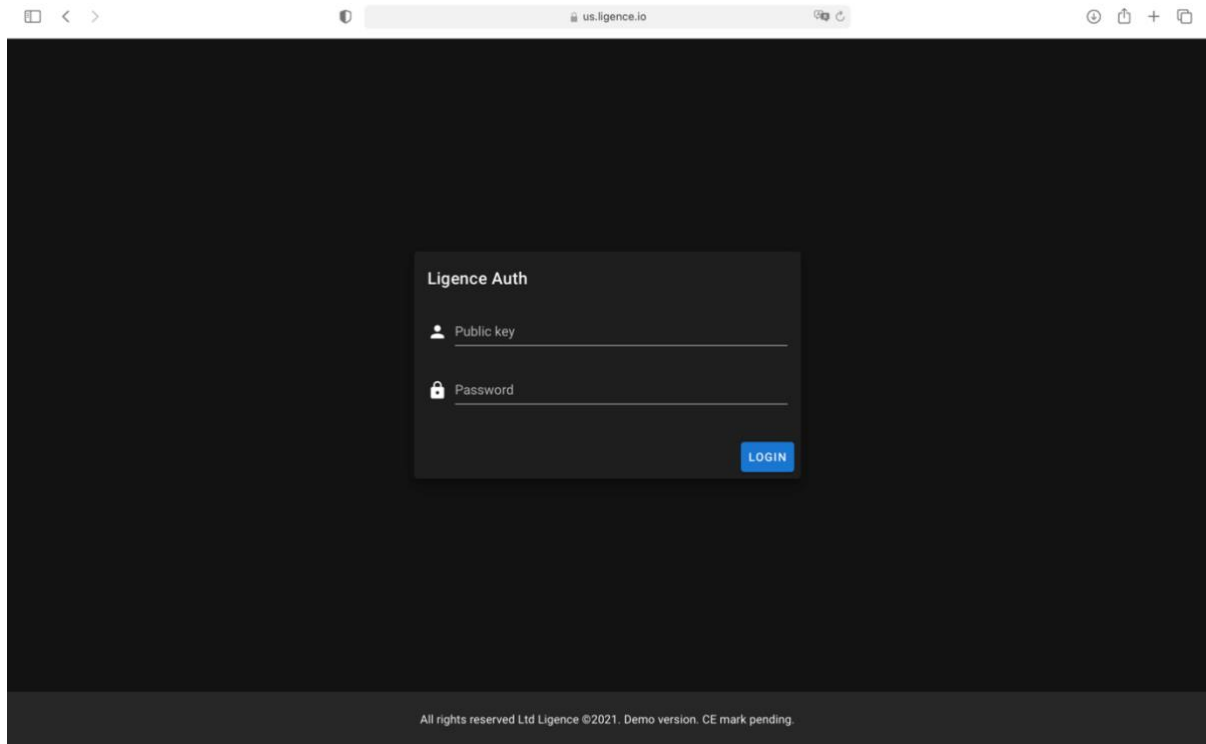 us.ligence.io
Ligence Auth
Public key
Password
LOGIN
All rights reserved Ltd Ligence ©2021. Demo version. CE mark pending.